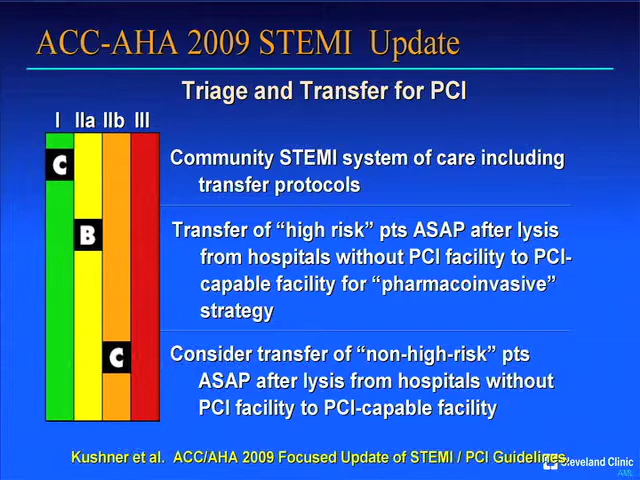 ACC-AHA 2009 STEMI Update
Triage and Transfer for PCI
I IIa IIb III
C
Community STEMI system of care including
transfer protocols
B
Transfer of “high risk” pts ASAP after lysis
from hospitals without PCI facility to PCI-
capable facility for “pharmacoinvasive”
strategy
C
Consider transfer of “non-high-risk” pts
ASAP after lysis from hospitals without
PCI facility to PCI-capable facility
Kushner et al. ACC/AHA 2009 Focused Update of STEMI / PCI Guidelines.
Cleveland Clinic